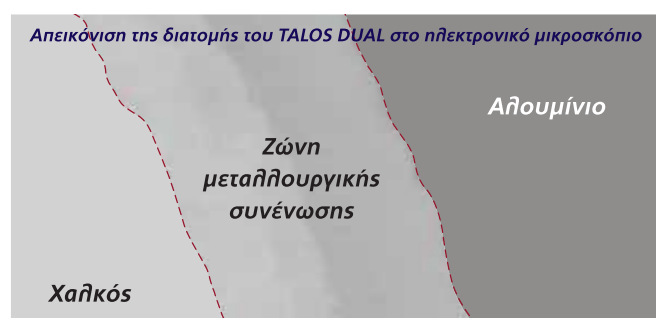 Απεικόνιση της διατομής του TALOS DUAL στο ηλεκτρονικό μικροσκόπιο
Αλουμίνιο
Ζώνη
μεταλλουργικής
συνένωσης
Χαλκός